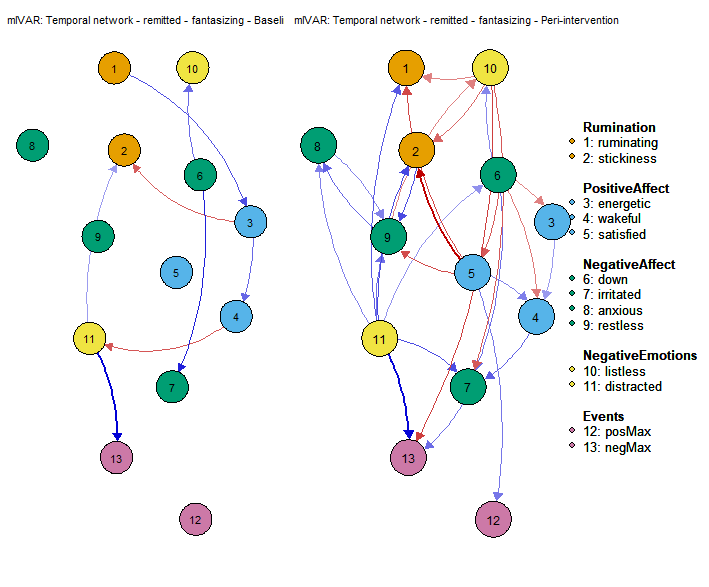 mlVAR: Temporal network - remitted - fantasizing - Baseli
mlVAR: Temporal network - remitted - fantasizing - Peri-intervention
1
10
8
2
6
3
9
5
4
11
7
13
12
1
10
8
2
6
3
9
5
4
11
7
13
12
Rumination
1: ruminating
2: stickiness
PositiveAffect
3: energetic
4: wakeful
5: satisfied
NegativeAffect
6: down
7: irritated
8: anxious
9: restless
NegativeEmotions
10: listless
11: distracted
Events
12: posMax
13: negMax